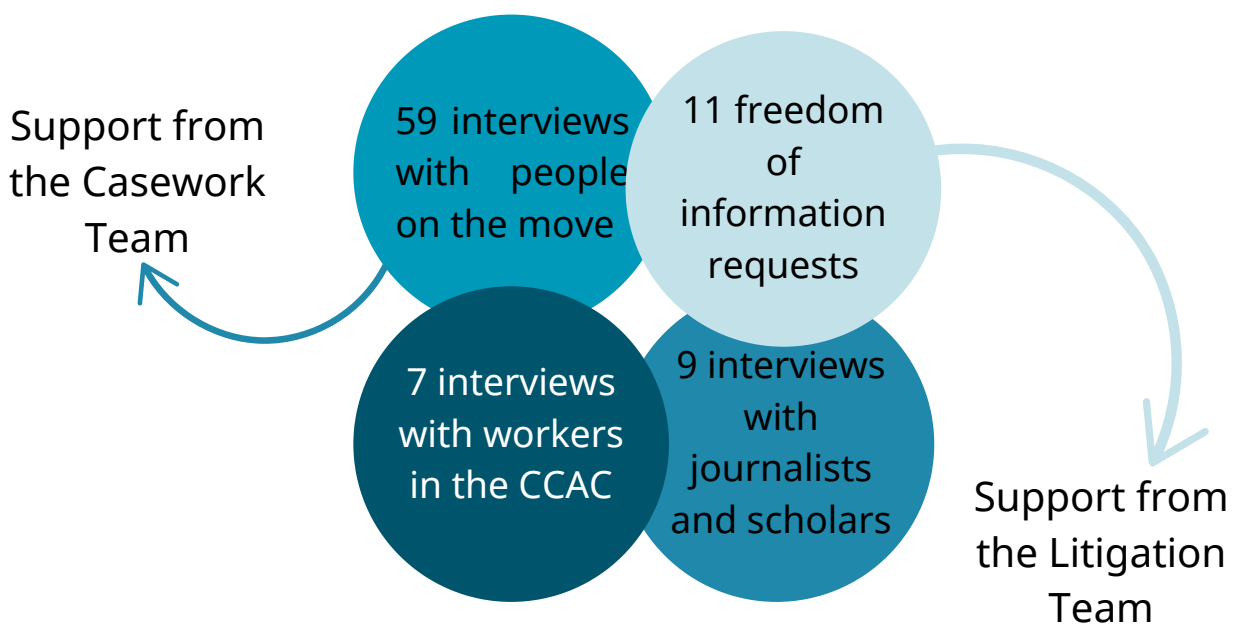 Support from
the Casework
Team
59 interviews
with people
on the move
11 freedom
of
information
requests
7 interviews
with workers
in the CCAC
9 interviews
with
journalists
and scholars
Support from
the Litigation
Team